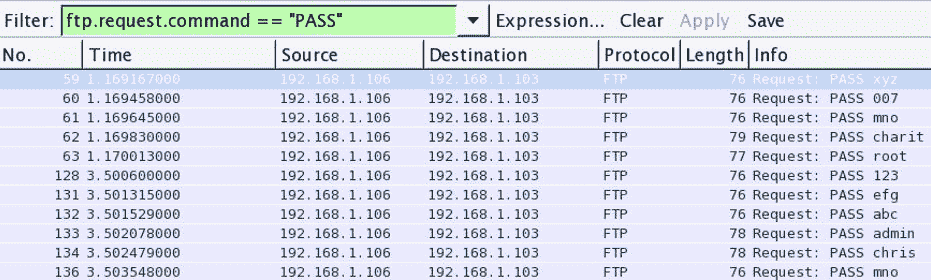 Filter: ftp.request.command == "PASS" Expression... Clear Apply Save
No. Time Source Destination Protocol Length Info
59 1.169167000 192.168.1.106 192.168.1.103 FTP 76 Request: PASS xyz
60 1.169458000 192.168.1.106 192.168.1.103 FTP 76 Request: PASS 007
61 1.169645000 192.168.1.106 192.168.1.103 FTP 76 Request: PASS mno
62 1.169830000 192.168.1.106 192.168.1.103 FTP 79 Request: PASS charit
63 1.170013000 192.168.1.106 192.168.1.103 FTP 77 Request: PASS root
128 3.500600000 192.168.1.106 192.168.1.103 FTP 76 Request: PASS 123
131 3.501315000 192.168.1.106 192.168.1.103 FTP 76 Request: PASS efg
132 3.501529000 192.168.1.106 192.168.1.103 FTP 76 Request: PASS abc
133 3.502078000 192.168.1.106 192.168.1.103 FTP 78 Request: PASS admin
134 3.502479000 192.168.1.106 192.168.1.103 FTP 78 Request: PASS chris
136 3.503548000 192.168.1.106 192.168.1.103 FTP 76 Request: PASS mno